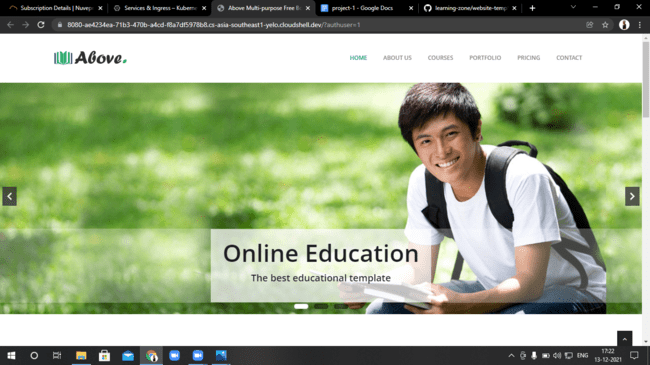 Subscription Details | Nuvep
Services & Ingress – Kuberne
Above Multi-purpose Free B
project-1 - Google Docs
learning-zone/website-temp
8080-ae4234ea-71b3-470b-a4cd-f8a7df5978b8.cs-asia-southeast1-yelo.cloudshell.dev/?authuser=1
Above.
HOME
ABOUT US
COURSES
PORTFOLIO
PRICING
CONTACT
Online Education
The best educational template
ENG
17:22
13-12-2021